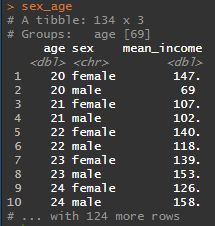 > sex_age
# A tibble: 134 x 3
# Groups:   age [69]
     age sex    mean_income
   <dbl> <chr>        <dbl>
 1    20 female        147.
 2    20 male           69
 3    21 female        107.
 4    21 male          102.
 5    22 female        140.
 6    22 male          118.
 7    23 female        139.
 8    23 male          153.
 9    24 female        126.
10    24 male          158.
# ... with 124 more rows